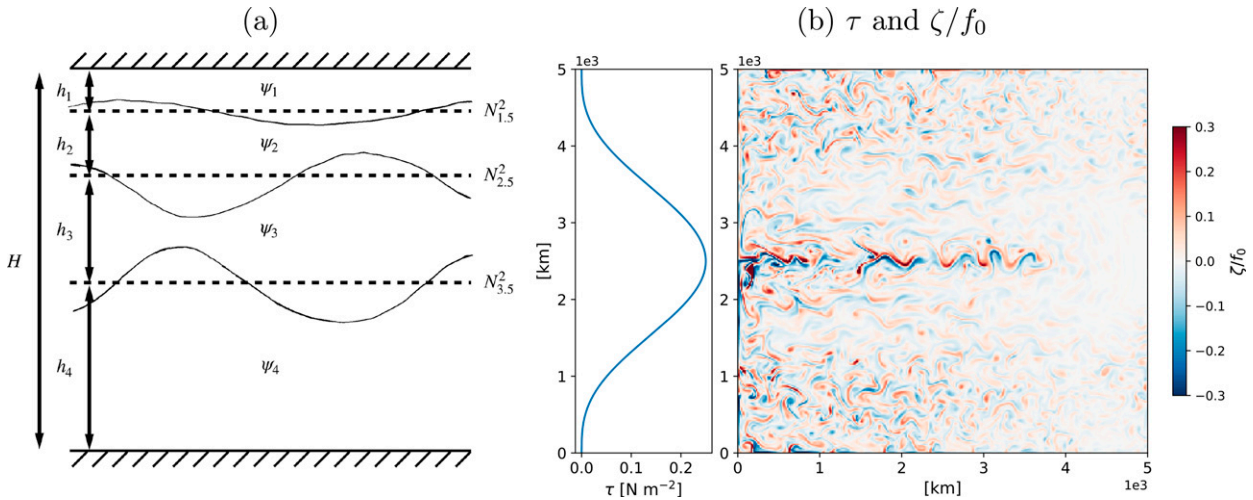 (a)
h₁
h₂
h₃
h₄
H
ψ₁
ψ₂
ψ₃
ψ₄
N²₁.₅
N²₂.₅
N²₃.₅
(b) τ and ζ/f₀
1e3
5
4
3
2
1
0
[km]
0.0 0.1 0.2
τ [N m⁻²]
1e3
5
4
3
2
1
0
0 1 2 3 4 5
[km]
1e3
0.3
0.2
0.1
0.0
−0.1
−0.2
−0.3
ζ/f₀